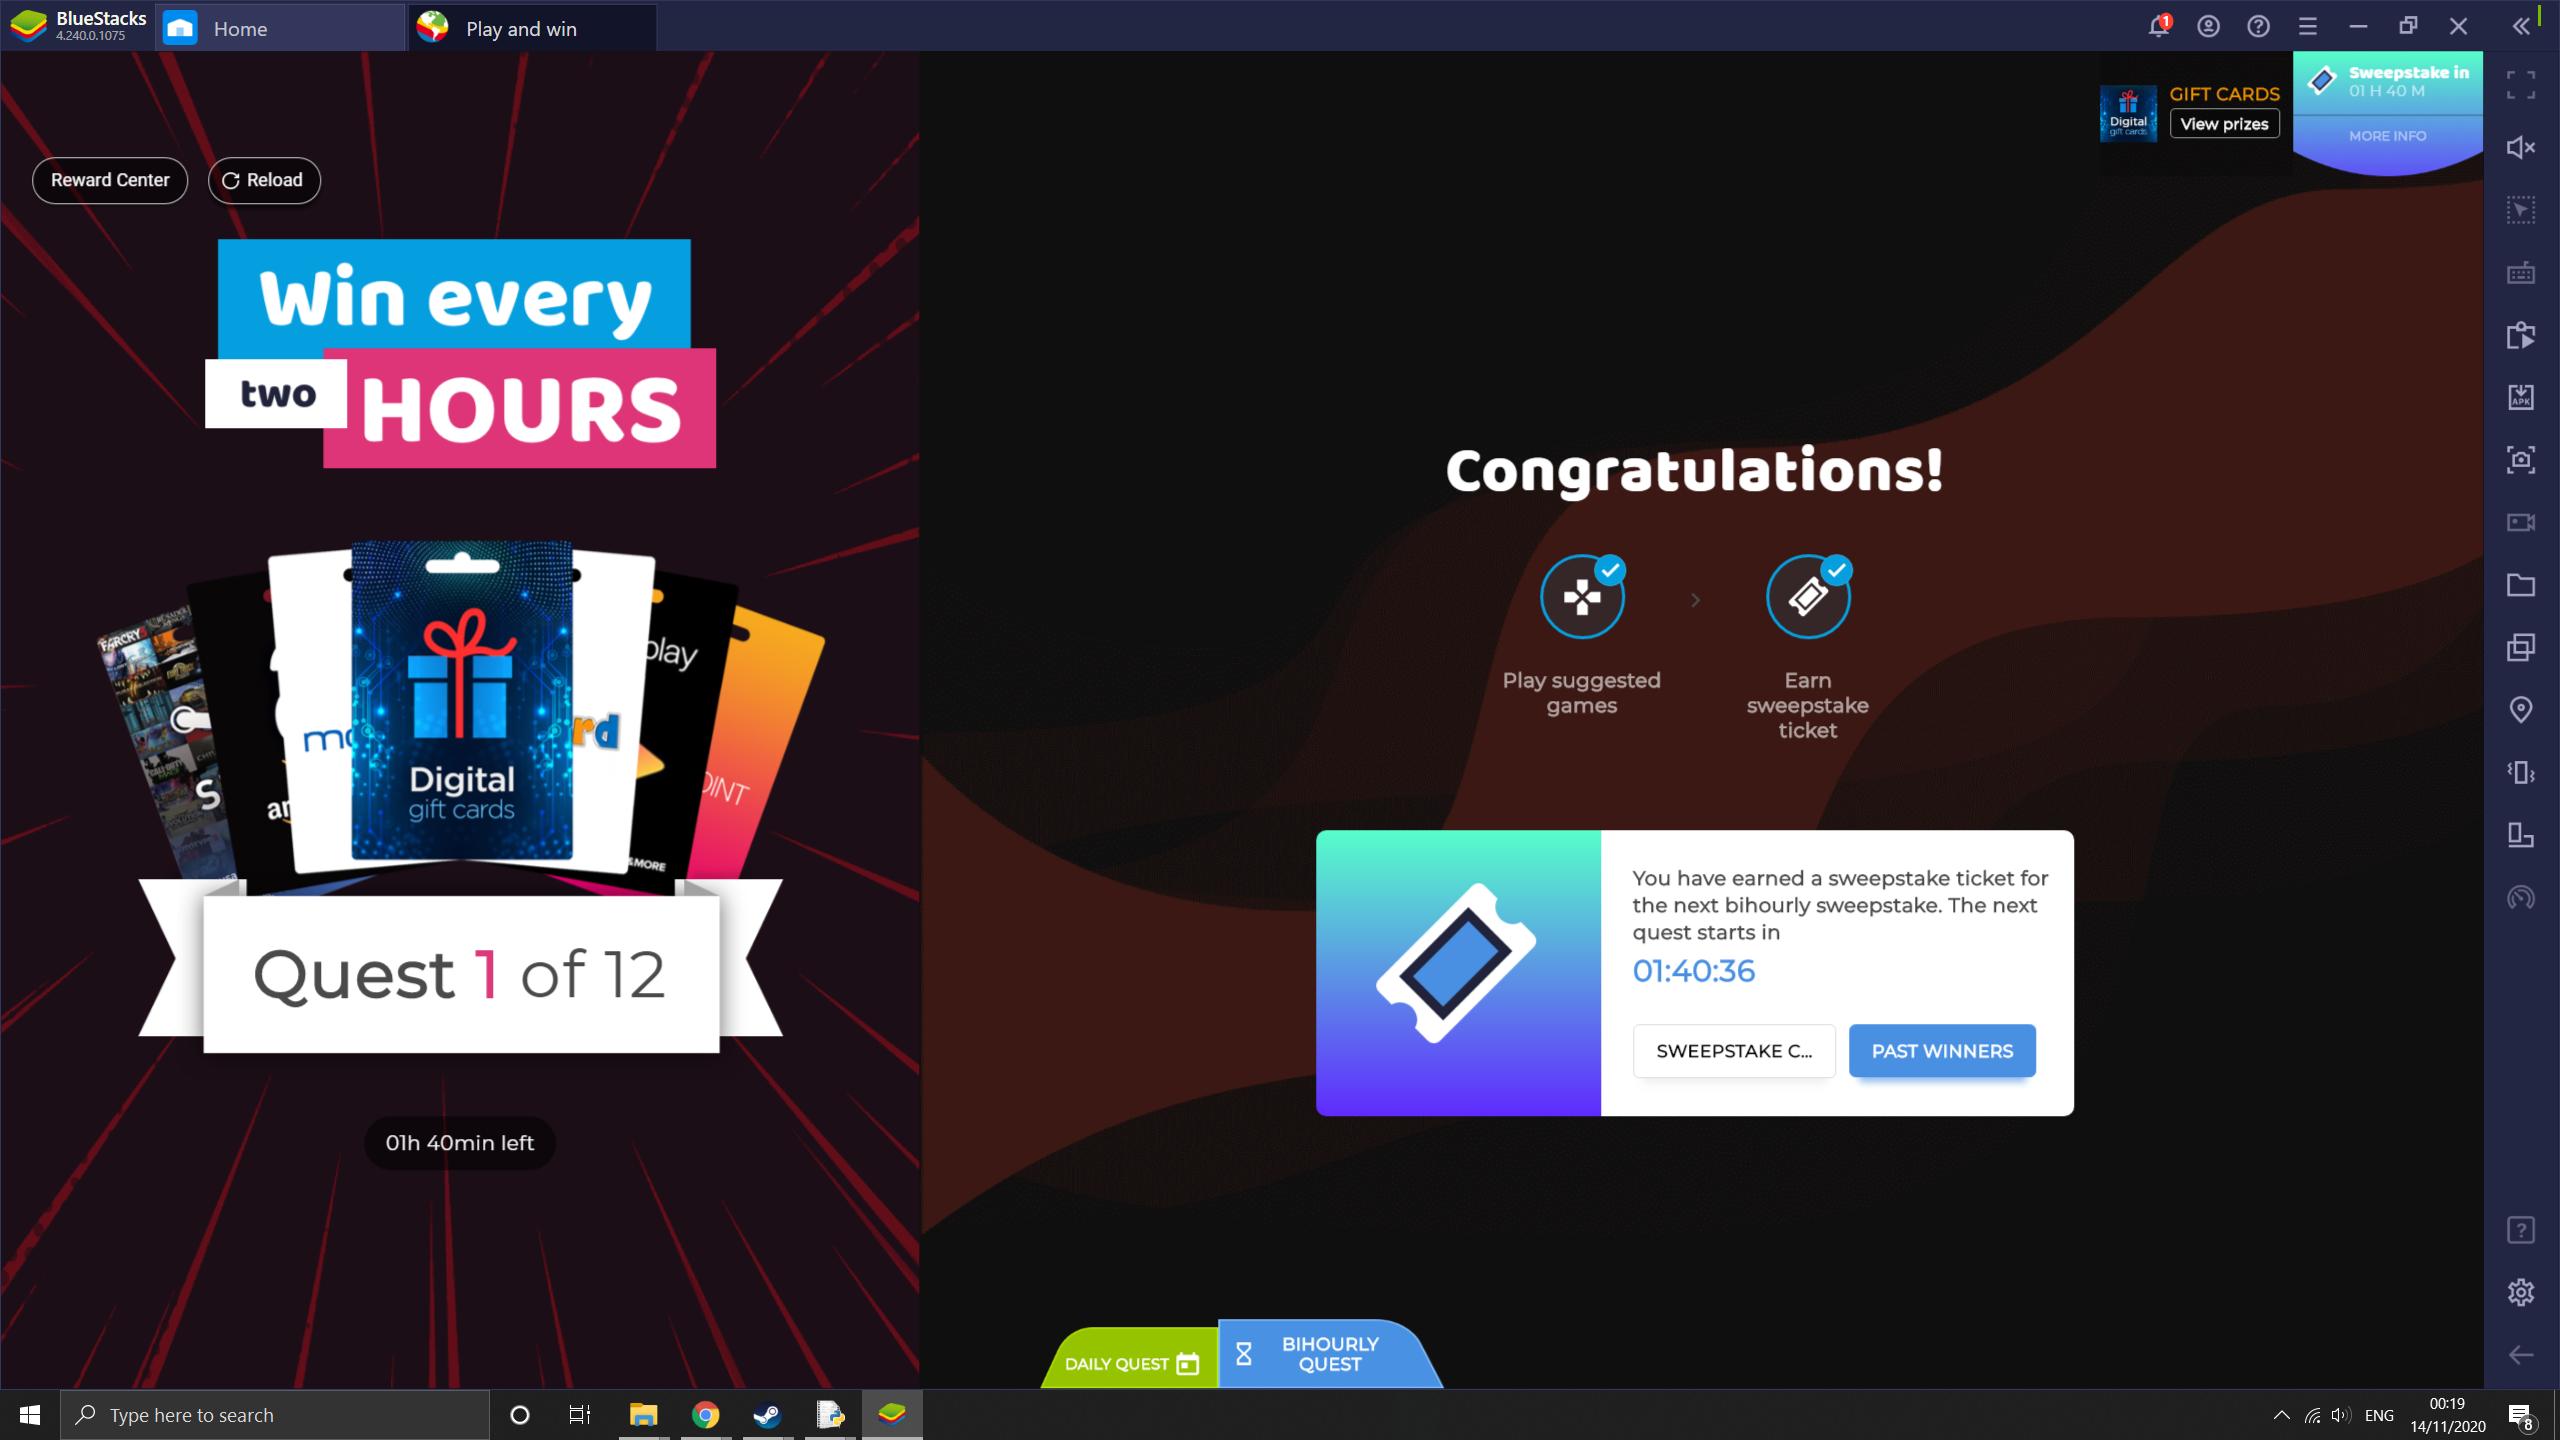 BlueStacks
4.240.0.1075
Home
Play and win
1
Reward Center
Reload
Win every
two
HOURS
FARCRY
play
Digital
gift cards
&MORE
Quest 1 of 12
01h 40min left
Digital
gift cards
GIFT CARDS
View prizes
Sweepstake in
01 H 40 M
MORE INFO
Congratulations!
Play suggested
games
Earn
sweepstake
ticket
You have earned a sweepstake ticket for
the next bihourly sweepstake. The next
quest starts in
01:40:36
SWEEPSTAKE C...
PAST WINNERS
DAILY QUEST
BIHOURLY
QUEST
APK
Type here to search
ENG
00:19
14/11/2020
8